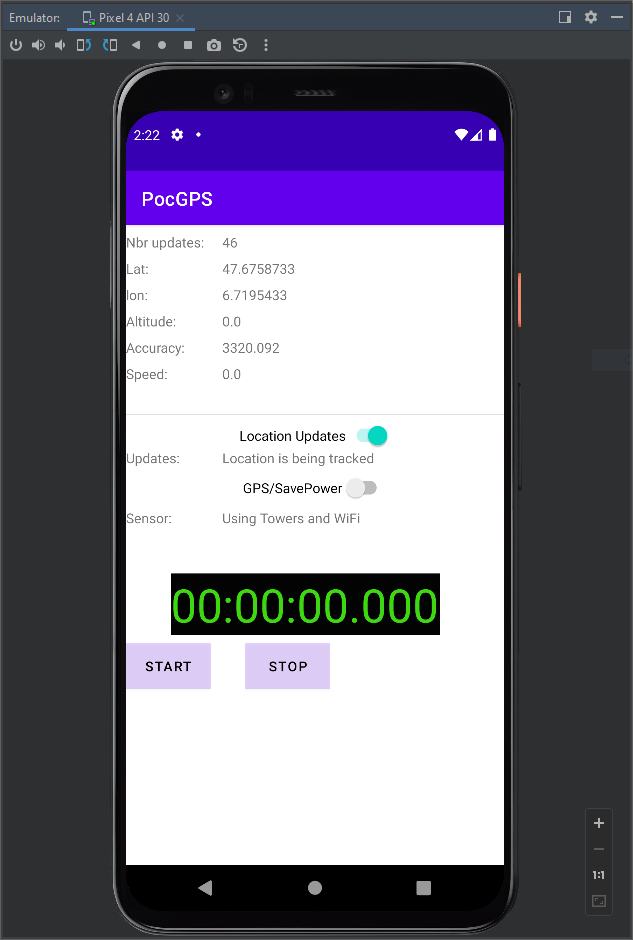 Emulator: Pixel 4 API 30
2:22
PocGPS
Nbr updates: 46
Lat: 47.6758733
lon: 6.7195433
Altitude: 0.0
Accuracy: 3320.092
Speed: 0.0
Location Updates
Updates: Location is being tracked
GPS/SavePower
Sensor: Using Towers and WiFi
00:00:00.000
START STOP
1:1